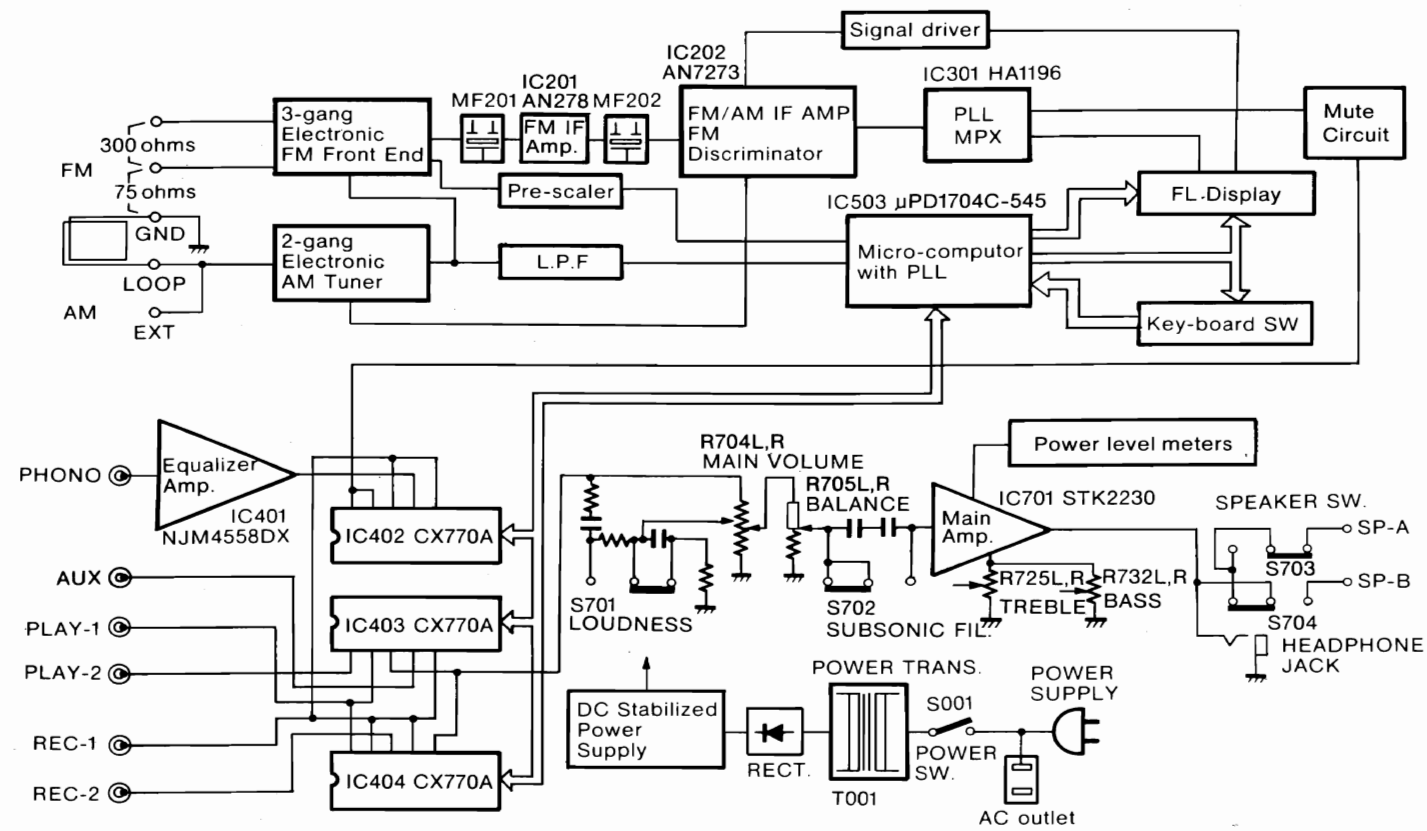 Signal driver
IC202
AN7273
IC201
AN278
MF201
MF202
IC301 HA1196
3-gang
Electronic
FM Front End
FM IF
Amp.
FM/AM IF AMP.
FM
Discriminator
PLL
MPX
Mute
Circuit
300 ohms
FM
75 ohms
GND
LOOP
AM
EXT
Pre-scaler
IC503 µPD1704C-545
FL.Display
2-gang
Electronic
AM Tuner
L.P.F
Micro-computor
with PLL
Key-board SW
PHONO
Equalizer
Amp.
IC401
NJM4558DX
IC402 CX770A
R704L,R
MAIN VOLUME
R705L,R
BALANCE
Power level meters
IC701 STK2230
Main
Amp.
SPEAKER SW.
SP-A
S703
SP-B
S704
HEADPHONE
JACK
R725L,R
TREBLE
R732L,R
BASS
S701
LOUDNESS
S702
SUBSONIC FIL.
AUX
PLAY-1
IC403 CX770A
PLAY-2
REC-1
REC-2
IC404 CX770A
DC Stabilized
Power
Supply
RECT.
POWER TRANS.
T001
S001
POWER
SW.
POWER
SUPPLY
AC outlet